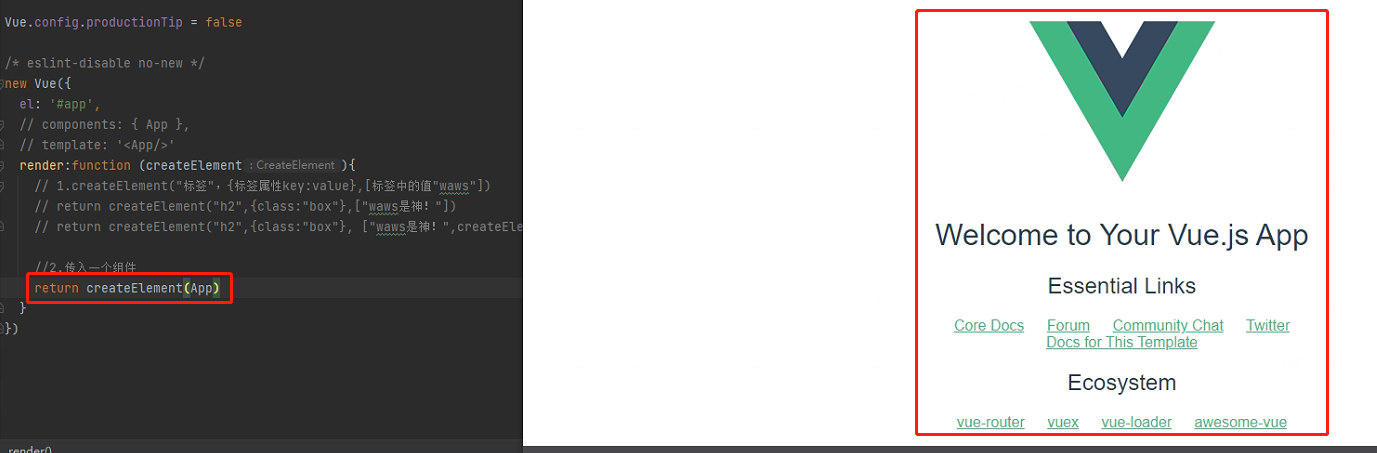 Vue.config.productionTip = false
/* eslint-disable no-new */
new Vue({
el: '#app',
// components: { App },
// template: '<App/>'
render:function (createElement : CreateElement ){
// 1.createElement("标签", {标签属性key:value},[标签中的值"waws"])
// return createElement("h2",{class:"box"},["waws是神！"])
// return createElement("h2",{class:"box"}, ["waws是神！",createEle
//2.传入一个组件
return createElement(App)
}
})
render()
Welcome to Your Vue.js App
Essential Links
Core Docs Forum Community Chat Twitter
Docs for This Template
Ecosystem
vue-router vuex vue-loader awesome-vue